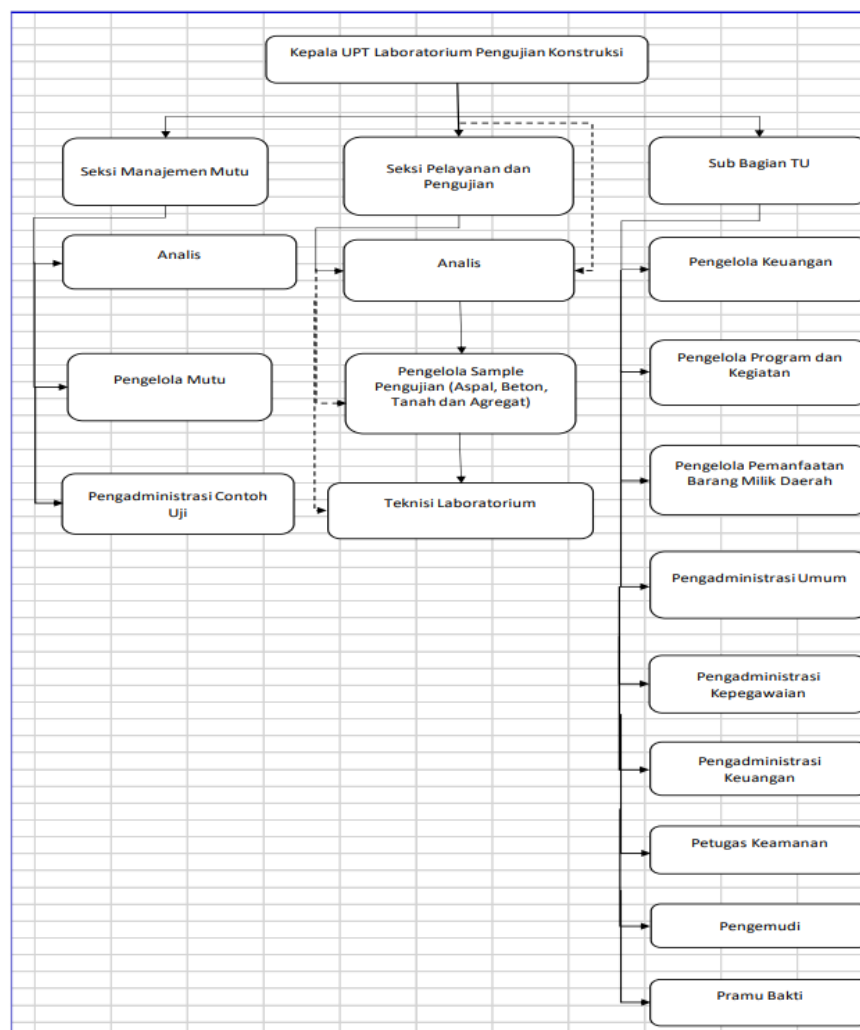 Kepala UPT Laboratorium Pengujian Konstruksi
Seksi Manajemen Mutu
Seksi Pelayanan dan
Pengujian
Sub Bagian TU
Analis
Analis
Pengelola Keuangan
Pengelola Mutu
Pengelola Sample
Pengujian (Aspal, Beton,
Tanah dan Agregat)
Pengelola Program dan
Kegiatan
Pengadministrasi Contoh
Uji
Teknisi Laboratorium
Pengelola Pemanfaatan
Barang Milik Daerah
Pengadministrasi Umum
Pengadministrasi
Kepegawaian
Pengadministrasi
Keuangan
Petugas Keamanan
Pengemudi
Pramu Bakti